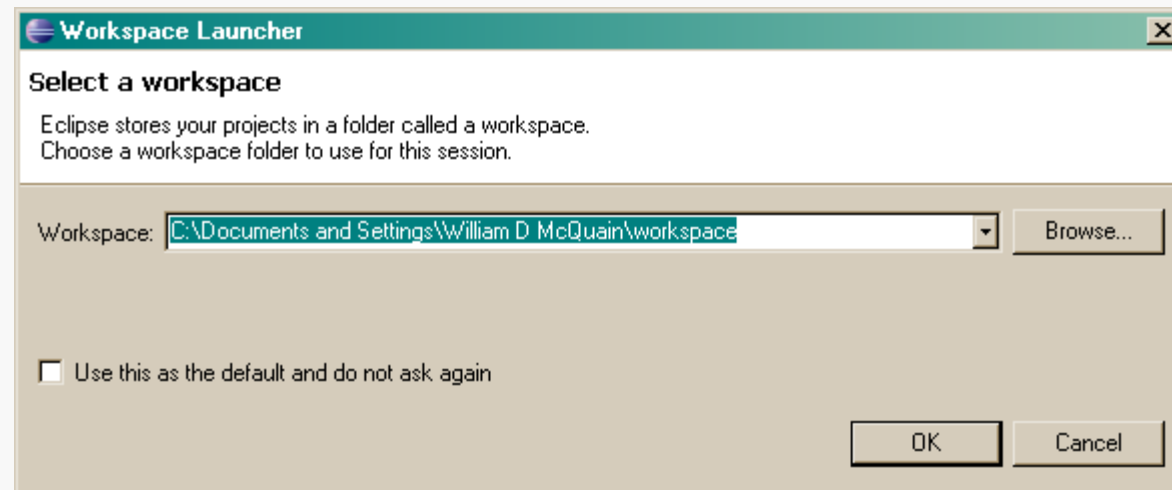 Workspace Launcher
Select a workspace
Eclipse stores your projects in a folder called a workspace.
Choose a workspace folder to use for this session.
Workspace: C:\Documents and Settings\William D McQuain\workspace Browse...
Use this as the default and do not ask again
OK Cancel